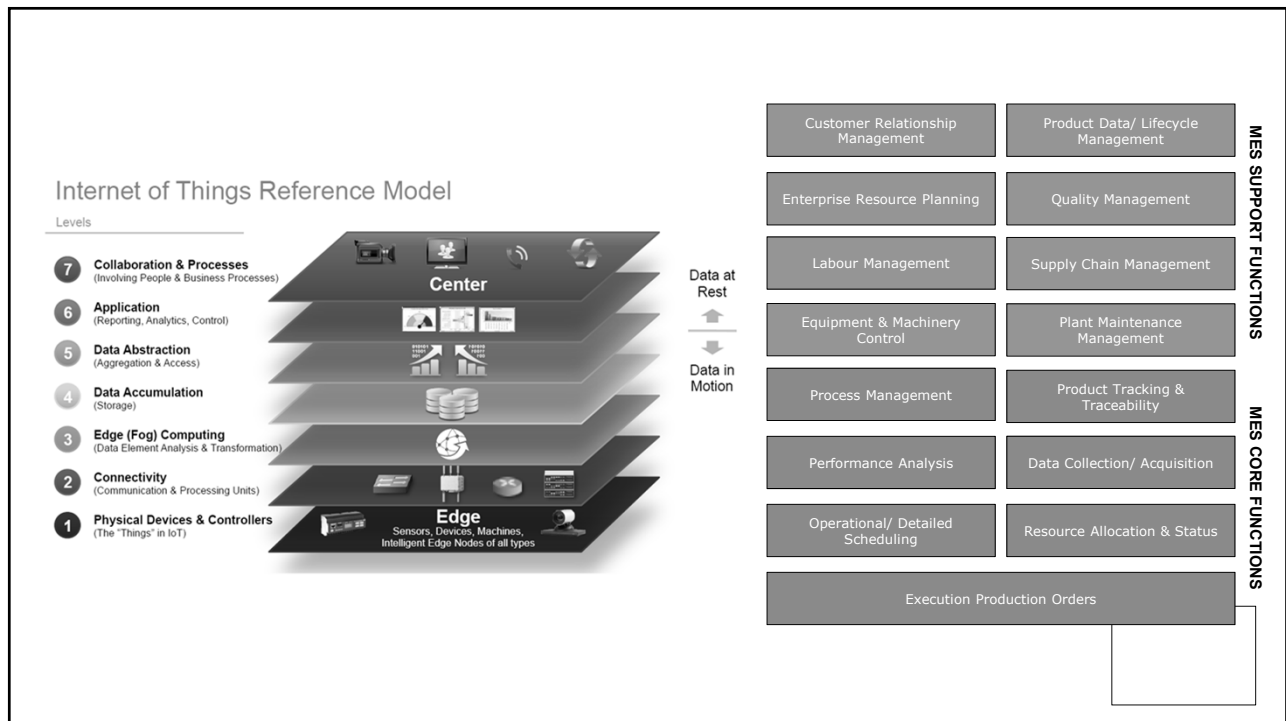 Internet of Things Reference Model
Levels
7
Collaboration & Processes
(Involving People & Business Processes)
6
Application
(Reporting, Analytics, Control)
5
Data Abstraction
(Aggregation & Access)
4
Data Accumulation
(Storage)
3
Edge (Fog) Computing
(Data Element Analysis & Transformation)
2
Connectivity
(Communication & Processing Units)
1
Physical Devices & Controllers
(The "Things" in IoT)
Center
Edge
Sensors, Devices, Machines,
Intelligent Edge Nodes of all types
Data at
Rest
Data in
Motion
Customer Relationship
Management
Product Data/ Lifecycle
Management
Enterprise Resource Planning
Quality Management
Labour Management
Supply Chain Management
Equipment & Machinery
Control
Plant Maintenance
Management
Process Management
Product Tracking &
Traceability
Performance Analysis
Data Collection/ Acquisition
Operational/ Detailed
Scheduling
Resource Allocation & Status
Execution Production Orders
MES SUPPORT FUNCTIONS
MES CORE FUNCTIONS